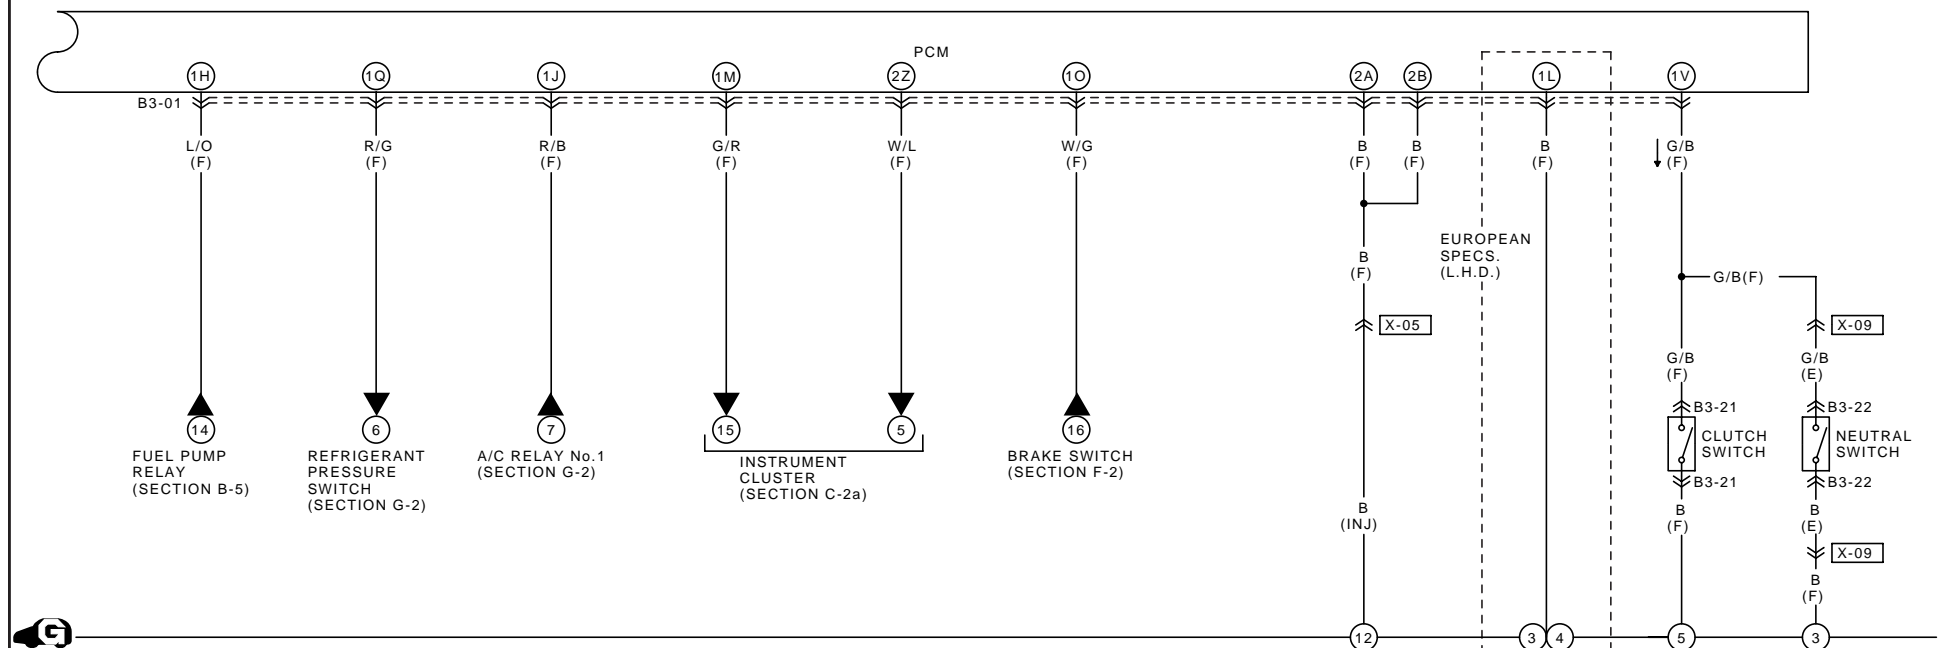 PCM
1H 1Q 1J 1M 2Z 1O 2A 2B 1L 1V
B3-01
L/O R/G R/B G/R W/L W/G B B B G/B
(F) (F) (F) (F) (F) (F) (F) (F) (F) (F)
EUROPEAN
SPECS.
(L.H.D.)
B
(F)
G/B(F)
X-05
X-09
G/B G/B
(F) (E)
B3-21 B3-22
14 6 7 15 5 16
CLUTCH
SWITCH
NEUTRAL
SWITCH
FUEL PUMP
RELAY
(SECTION B-5)
REFRIGERANT
PRESSURE
SWITCH
(SECTION G-2)
A/C RELAY No.1
(SECTION G-2)
INSTRUMENT
CLUSTER
(SECTION C-2a)
BRAKE SWITCH
(SECTION F-2)
B3-21 B3-22
B B B
(INJ) (F) (E)
X-09
B
(F)
G
12 3 4 5 3